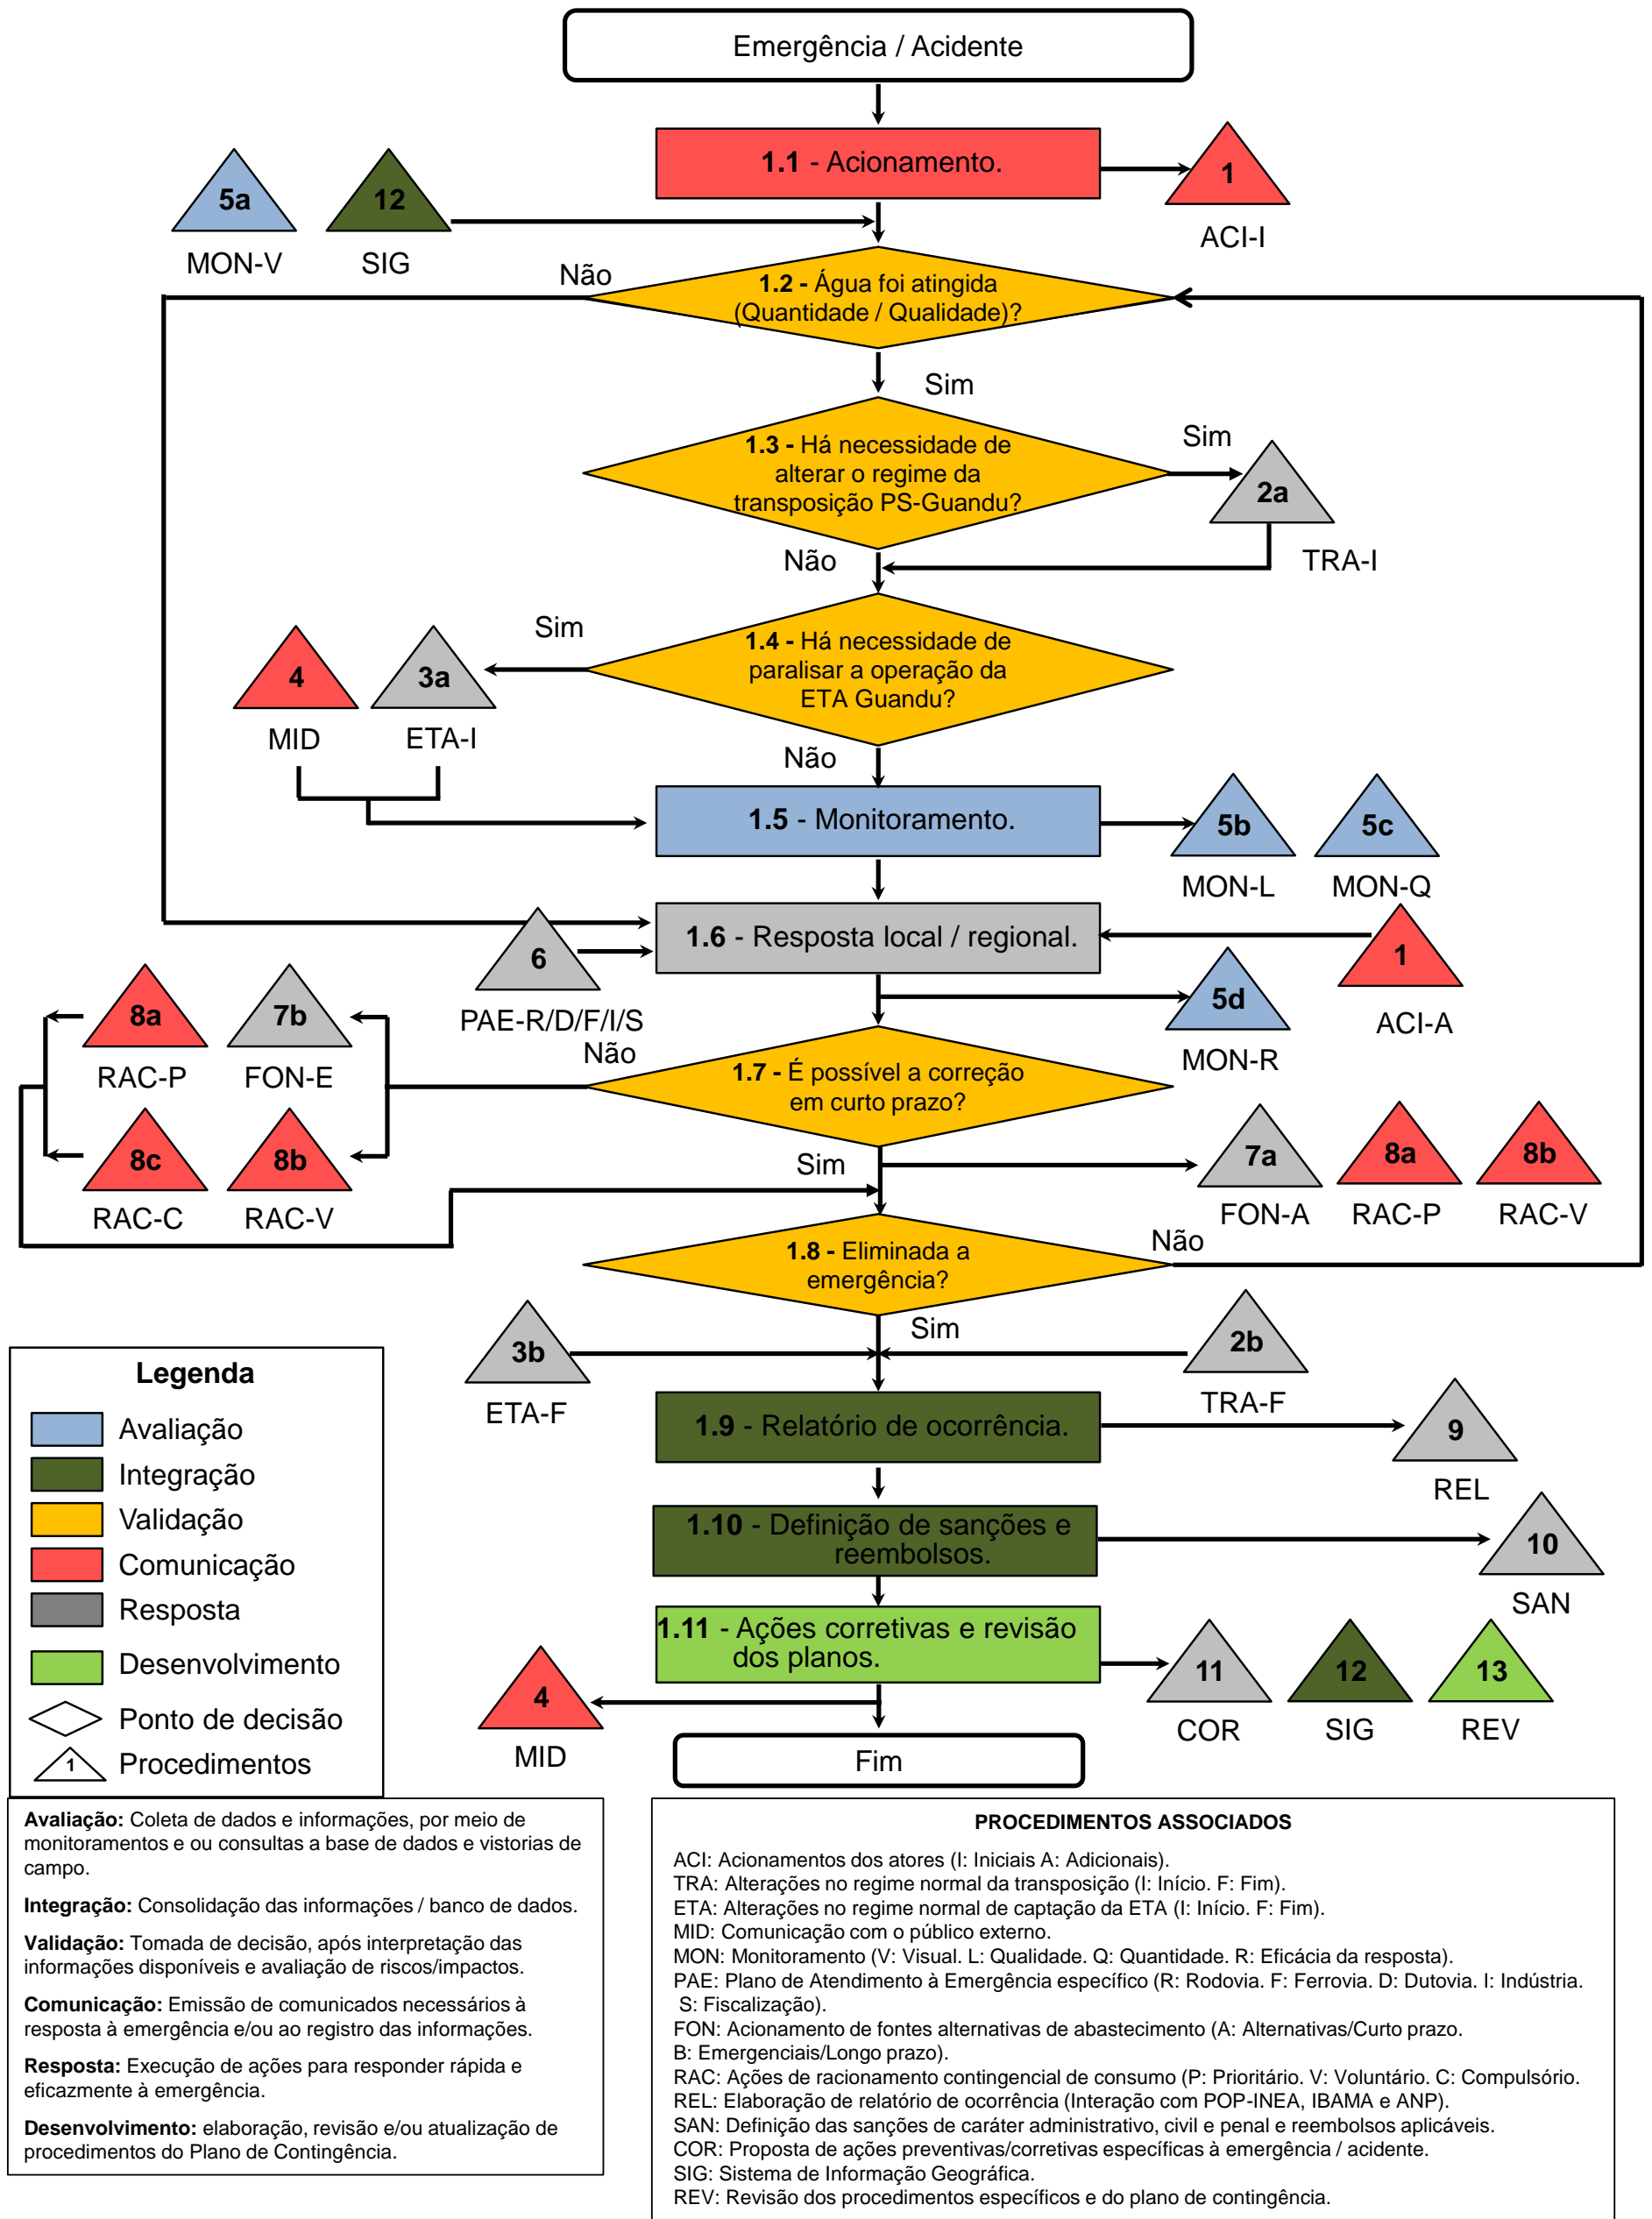 Emergência / Acidente
1.1 - Acionamento.
1
ACI-I
5a
MON-V
12
SIG
Não
1.2 - Água foi atingida
(Quantidade / Qualidade)?
Sim
1.3 - Há necessidade de
alterar o regime da
transposição PS-Guandu?
Sim
2a
TRA-I
Não
1.4 - Há necessidade de
paralisar a operação da
ETA Guandu?
Sim
4
MID
3a
ETA-I
Não
1.5 - Monitoramento.
5b
MON-L
5c
MON-Q
1.6 - Resposta local / regional.
6
PAE-R/D/F/I/S
1
ACI-A
5d
MON-R
Não
1.7 - É possível a correção
em curto prazo?
8a
RAC-P
7b
FON-E
8c
RAC-C
8b
RAC-V
Sim
7a
FON-A
8a
RAC-P
8b
RAC-V
1.8 - Eliminada a
emergência?
Não
Sim
3b
ETA-F
2b
TRA-F
1.9 - Relatório de ocorrência.
9
REL
1.10 - Definição de sanções e
reembolsos.
10
SAN
1.11 - Ações corretivas e revisão
dos planos.
11
COR
12
SIG
13
REV
4
MID
Fim
Legenda
Avaliação
Integração
Validação
Comunicação
Resposta
Desenvolvimento
Ponto de decisão
1
Procedimentos
Avaliação: Coleta de dados e informações, por meio de
monitoramentos e ou consultas a base de dados e vistorias de
campo.
Integração: Consolidação das informações / banco de dados.
Validação: Tomada de decisão, após interpretação das
informações disponíveis e avaliação de riscos/impactos.
Comunicação: Emissão de comunicados necessários à
resposta à emergência e/ou ao registro das informações.
Resposta: Execução de ações para responder rápida e
eficazmente à emergência.
Desenvolvimento: elaboração, revisão e/ou atualização de
procedimentos do Plano de Contingência.
PROCEDIMENTOS ASSOCIADOS
ACI: Acionamentos dos atores (I: Iniciais A: Adicionais).
TRA: Alterações no regime normal da transposição (I: Início. F: Fim).
ETA: Alterações no regime normal de captação da ETA (I: Início. F: Fim).
MID: Comunicação com o público externo.
MON: Monitoramento (V: Visual. L: Qualidade. Q: Quantidade. R: Eficácia da resposta).
PAE: Plano de Atendimento à Emergência específico (R: Rodovia. F: Ferrovia. D: Dutovia. I: Indústria.
S: Fiscalização).
FON: Acionamento de fontes alternativas de abastecimento (A: Alternativas/Curto prazo.
B: Emergenciais/Longo prazo).
RAC: Ações de racionamento contingencial de consumo (P: Prioritário. V: Voluntário. C: Compulsório.
REL: Elaboração de relatório de ocorrência (Interação com POP-INEA, IBAMA e ANP).
SAN: Definição das sanções de caráter administrativo, civil e penal e reembolsos aplicáveis.
COR: Proposta de ações preventivas/corretivas específicas à emergência / acidente.
SIG: Sistema de Informação Geográfica.
REV: Revisão dos procedimentos específicos e do plano de contingência.